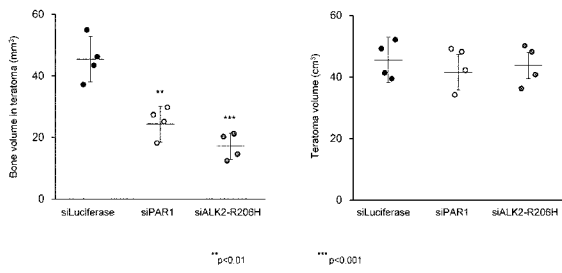 Bone volume in teratoma (mm³)
60
40
20
0
**
***
siLuciferase siPAR1 siALK2-R206H
Teratoma volume (cm³)
60
40
20
0
siLuciferase siPAR1 siALK2-R206H
**p<0.01 ***p<0.001